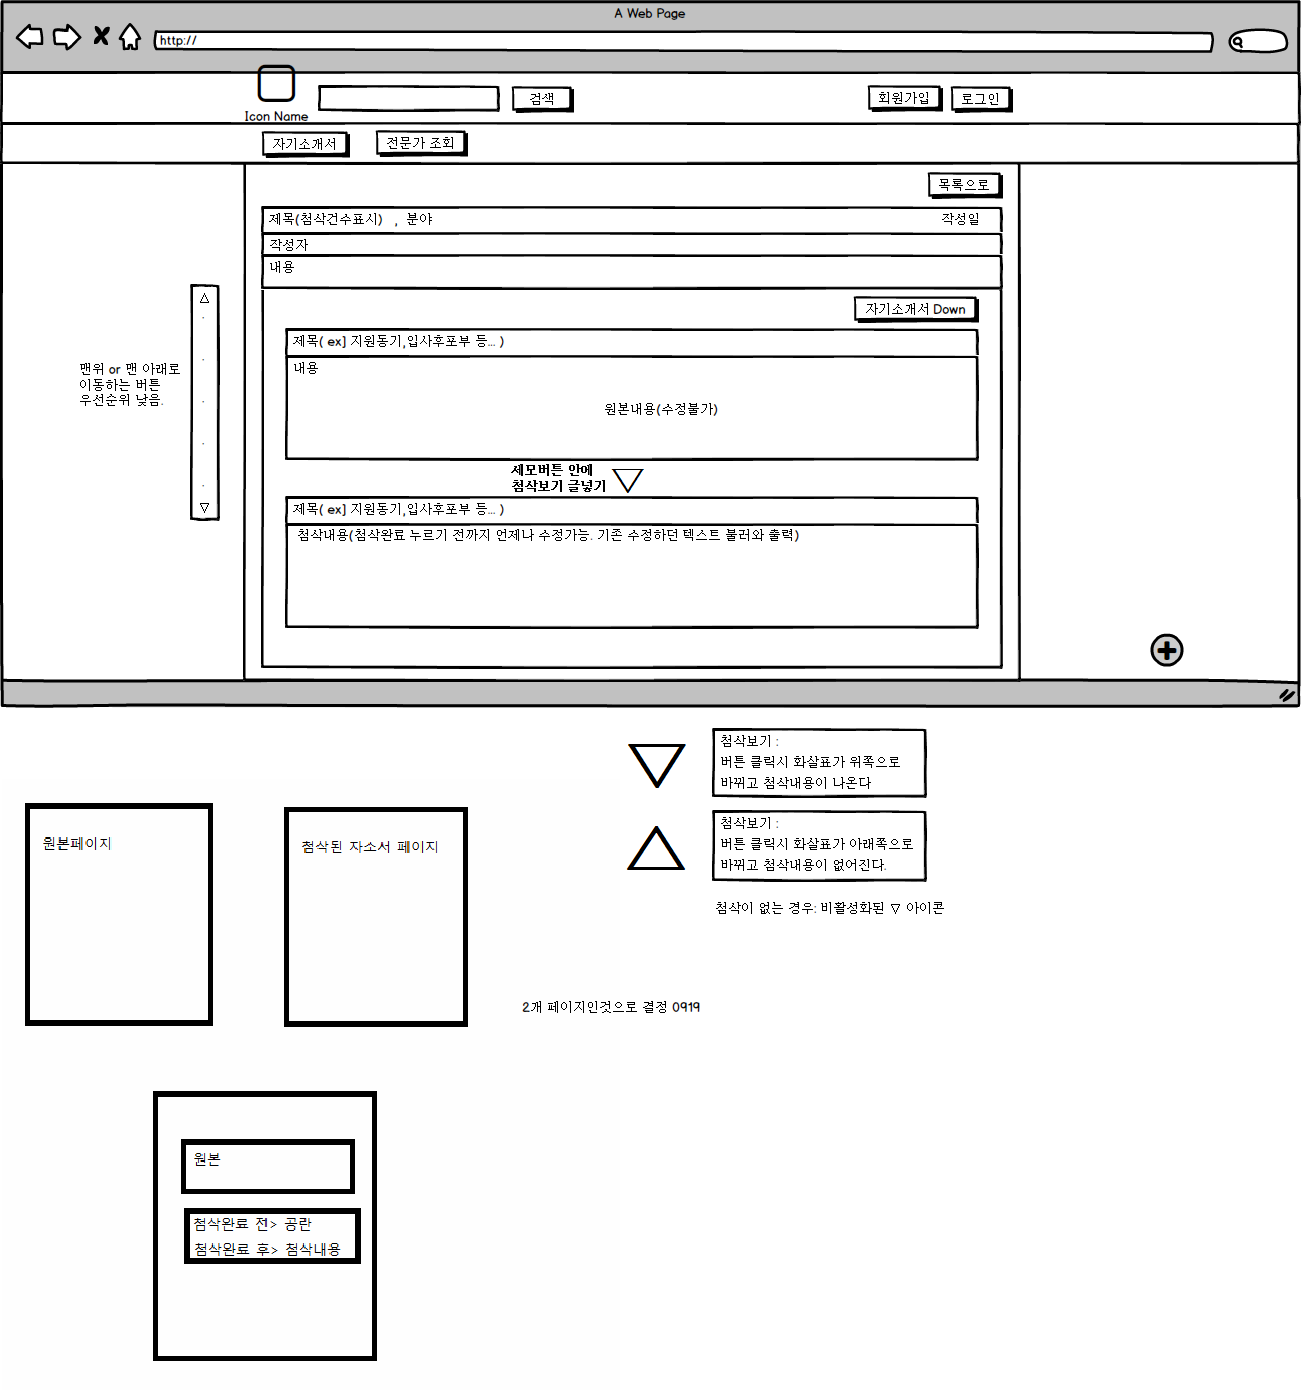 A Web Page
http://
Icon Name
검색
회원가입
로그인
자기소개서
전문가 조회
목록으로
제목(첨삭건수표시) , 분야
작성일
작성자
내용
자기소개서 Down
제목( ex] 지원동기,입사후포부 등... )
내용
원본내용(수정불가)
맨위 or 맨 아래로
이동하는 버튼
우선순위 낮음.
세모버튼 안에
첨삭보기 글넣기
제목( ex] 지원동기,입사후포부 등... )
첨삭내용(첨삭완료 누르기 전까지 언제나 수정가능. 기존 수정하던 텍스트 불러와 출력)
첨삭보기 :
버튼 클릭시 화살표가 위쪽으로
바뀌고 첨삭내용이 나온다
첨삭보기 :
버튼 클릭시 화살표가 아래쪽으로
바뀌고 첨삭내용이 없어진다.
첨삭이 없는 경우: 비활성화된 ▽ 아이콘
원본페이지
첨삭된 자소서 페이지
2개 페이지인것으로 결정 0919
원본
첨삭완료 전> 공란
첨삭완료 후> 첨삭내용